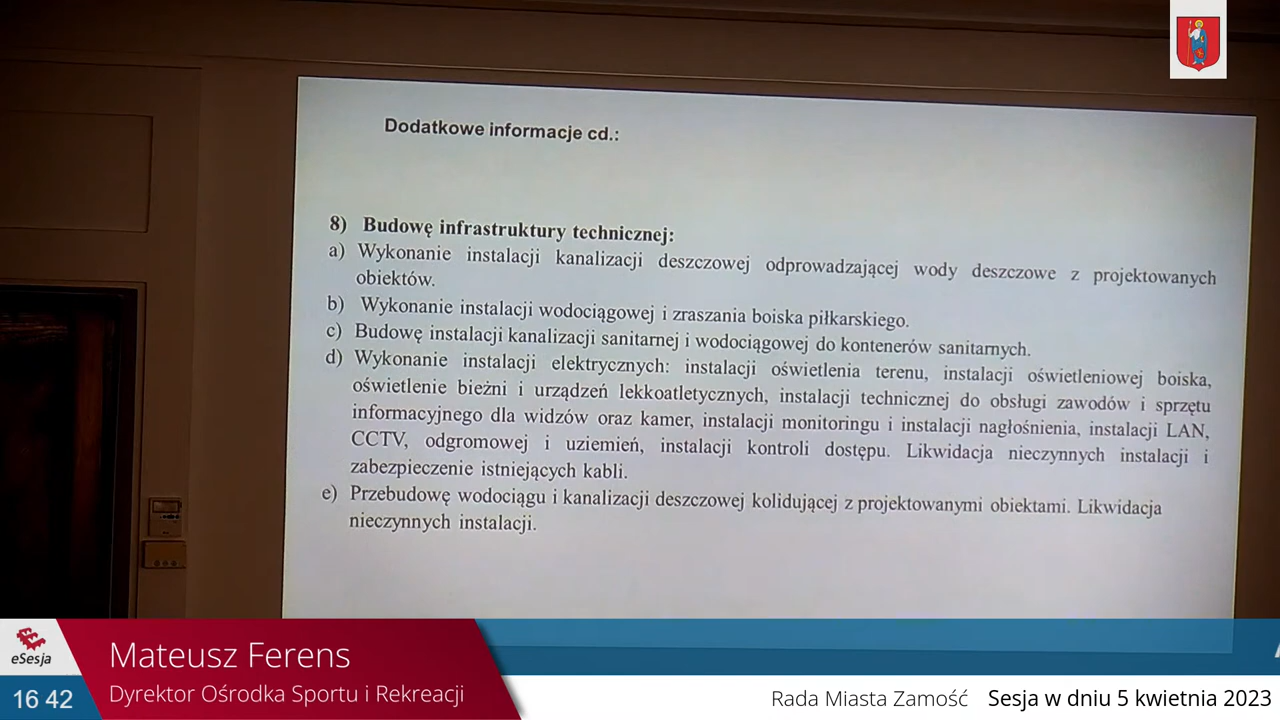 Dodatkowe informacje cd.:
8) Budowę infrastruktury technicznej:
a) Wykonanie instalacji kanalizacji deszczowej odprowadzającej wody deszczowe z projektowanych
obiektów.
b) Wykonanie instalacji wodociągowej i zraszania boiska piłkarskiego.
c) Budowę instalacji kanalizacji sanitarnej i wodociągowej do kontenerów sanitarnych.
d) Wykonanie instalacji elektrycznych: instalacji oświetlenia terenu, instalacji oświetleniowej boiska,
oświetlenie bieżni i urządzeń lekkoatletycznych, instalacji technicznej do obsługi zawodów i sprzętu
informacyjnego dla widzów oraz kamer, instalacji monitoringu i instalacji nagłośnienia, instalacji LAN,
CCTV, odgromowej i uziemień, instalacji kontroli dostępu. Likwidacja nieczynnych instalacji i
zabezpieczenie istniejących kabli.
e) Przebudowę wodociągu i kanalizacji deszczowej kolidującej z projektowanymi obiektami. Likwidacja
nieczynnych instalacji.
eSesja
Mateusz Ferens
Dyrektor Ośrodka Sportu i Rekreacji
16 42
Rada Miasta Zamość Sesja w dniu 5 kwietnia 2023